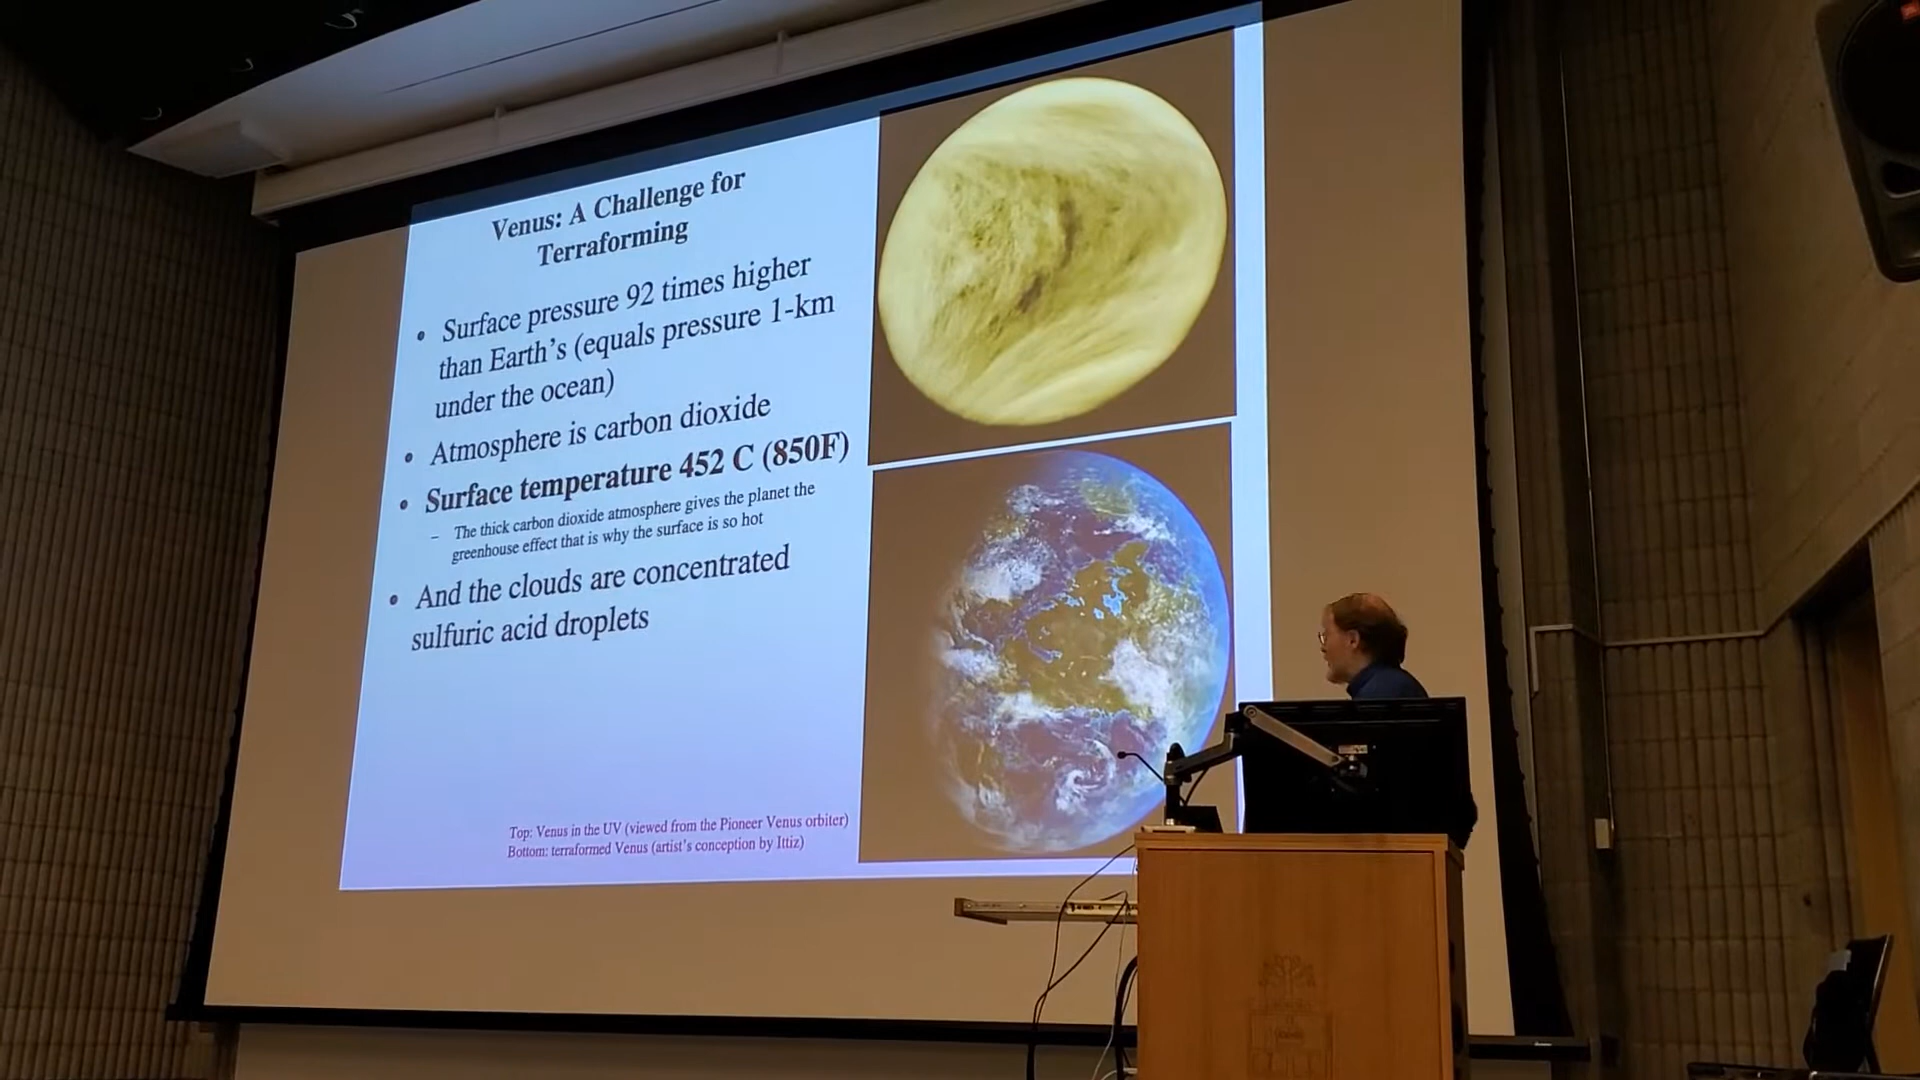 Venus: A Challenge for
Terraforming
• Surface pressure 92 times higher
than Earth's (equals pressure 1-km
under the ocean)
• Atmosphere is carbon dioxide
• Surface temperature 452 C (850F)
– The thick carbon dioxide atmosphere gives the planet the
greenhouse effect that is why the surface is so hot
• And the clouds are concentrated
sulfuric acid droplets
Top: Venus in the UV (viewed from the Pioneer Venus orbiter)
Bottom: terraformed Venus (artist's conception by Ittiz)